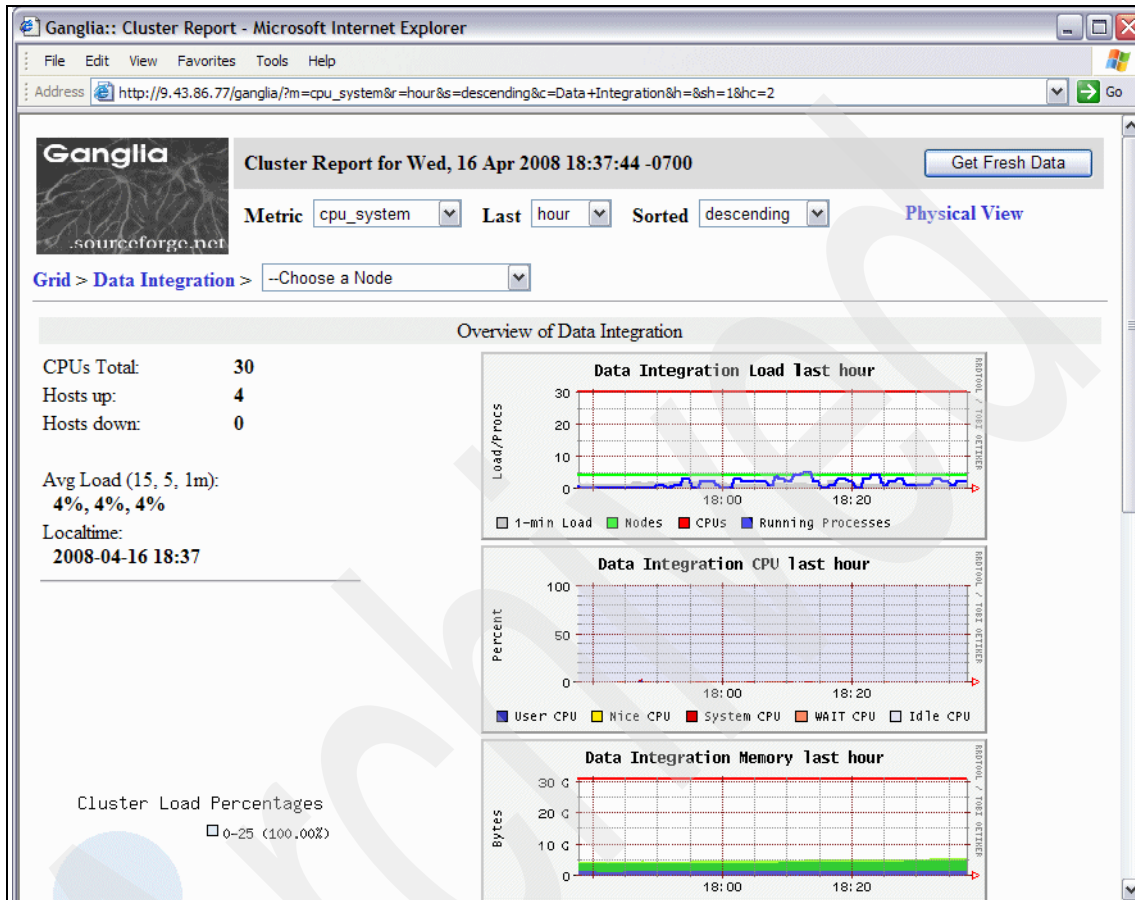 Ganglia:: Cluster Report - Microsoft Internet Explorer
File Edit View Favorites Tools Help
Address http://9.43.86.77/ganglia/?m=cpu_system&r=hour&s=descending&c=Data+Integration&h=&sh=1&hc=2 Go
Ganglia
.sourceforge.net
Cluster Report for Wed, 16 Apr 2008 18:37:44 -0700
Get Fresh Data
Metric cpu_system Last hour Sorted descending Physical View
Grid > Data Integration > --Choose a Node
Overview of Data Integration
CPUs Total: 30
Hosts up: 4
Hosts down: 0
Avg Load (15, 5, 1m):
4%, 4%, 4%
Localtime:
2008-04-16 18:37
Cluster Load Percentages
0-25 (100.00%)
Data Integration Load last hour
Load/Procs
30
20
10
0
18:00 18:20
1-min Load Nodes CPUs Running Processes
RRDTOOL / TOBI OETIKER
Data Integration CPU last hour
Percent
100
50
0
18:00 18:20
User CPU Nice CPU System CPU WAIT CPU Idle CPU
RRDTOOL / TOBI OETIKER
Data Integration Memory last hour
Bytes
30 G
20 G
10 G
0
18:00 18:20
RRDTOOL / TOBI OETIKER
rchived